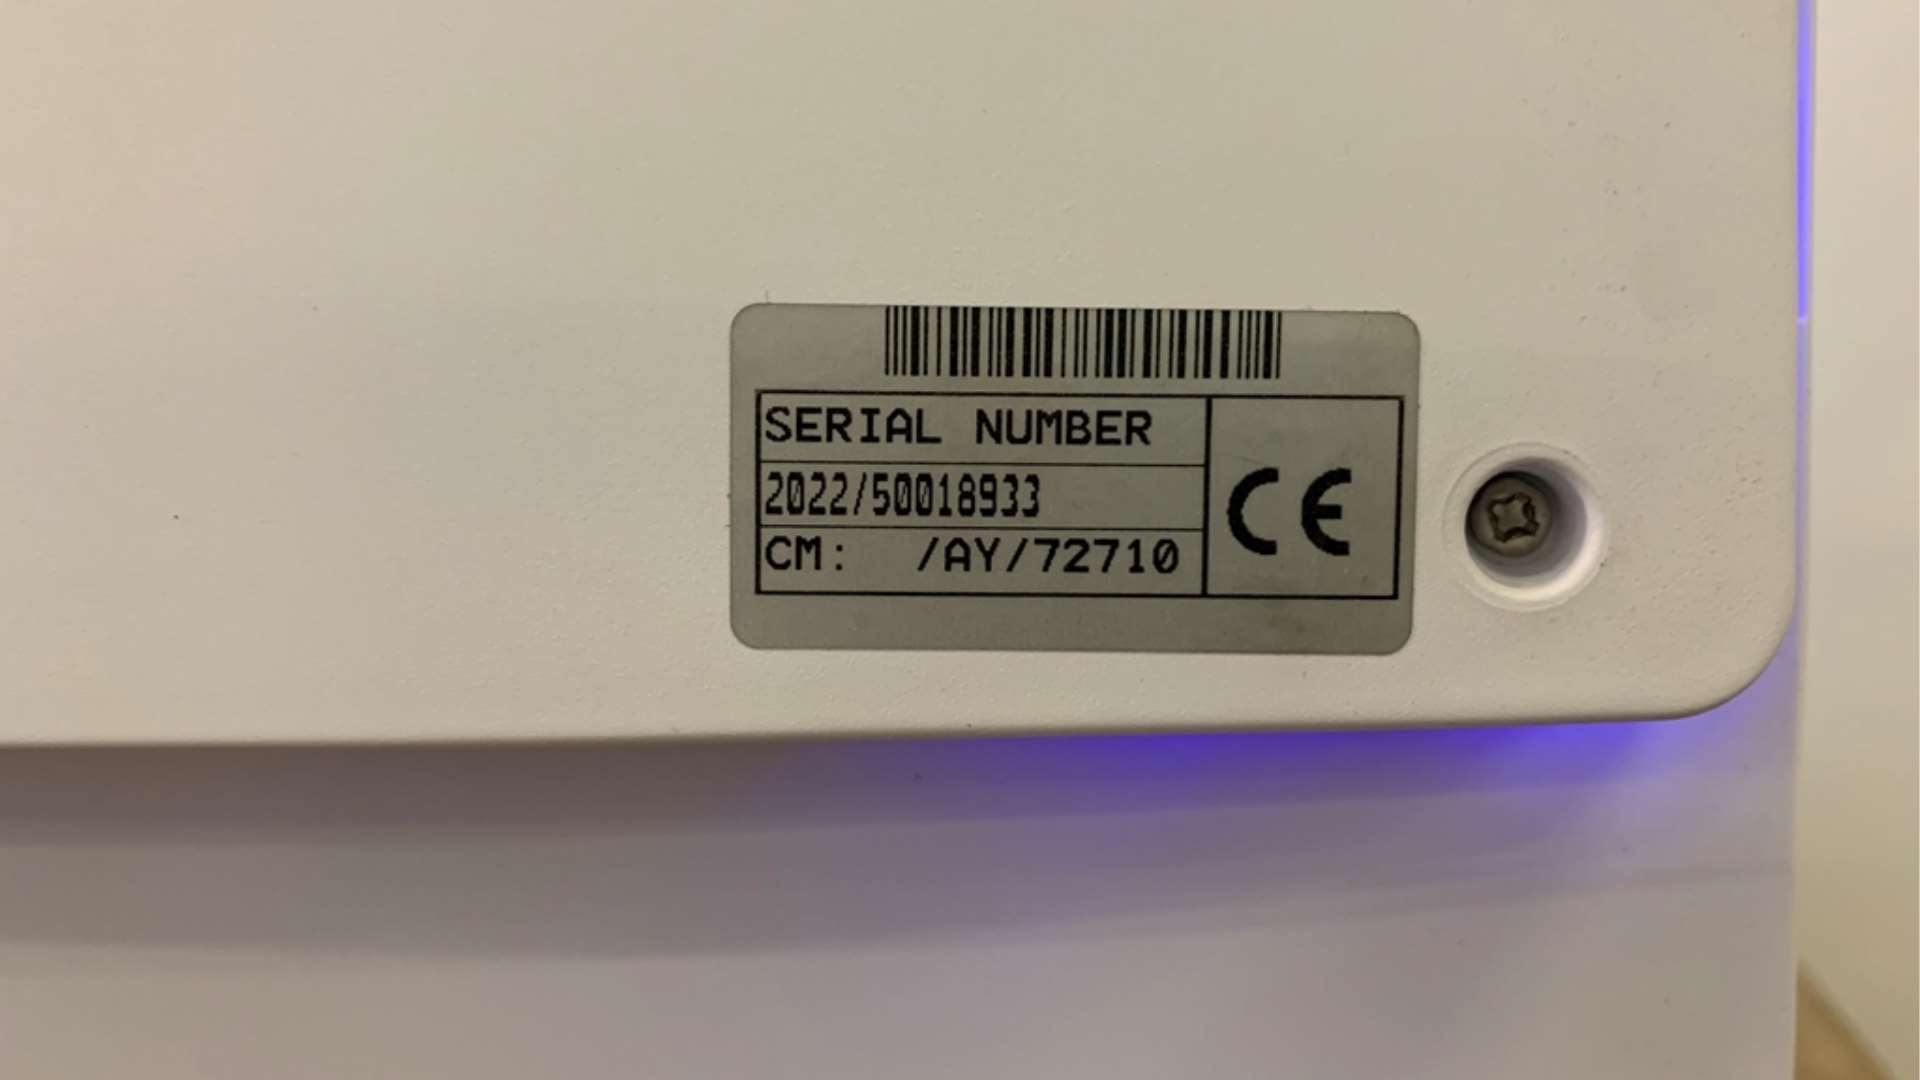 SERIAL NUMBER
2022/50018933
CE
CM: /AY/72710